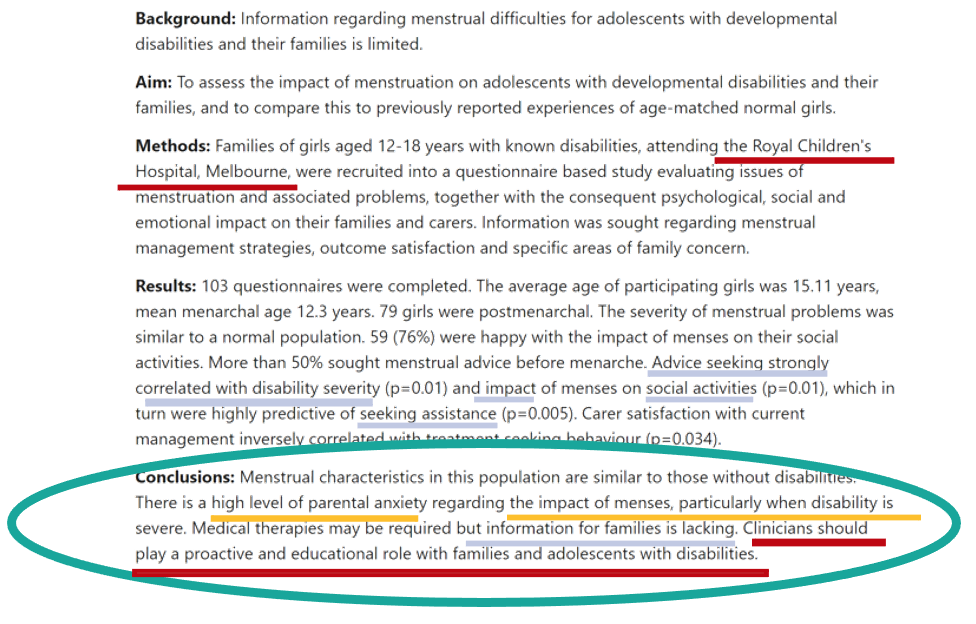 Background: Information regarding menstrual difficulties for adolescents with developmental
disabilities and their families is limited.
Aim: To assess the impact of menstruation on adolescents with developmental disabilities and their
families, and to compare this to previously reported experiences of age-matched normal girls.
Methods: Families of girls aged 12-18 years with known disabilities, attending the Royal Children's
Hospital, Melbourne, were recruited into a questionnaire based study evaluating issues of
menstruation and associated problems, together with the consequent psychological, social and
emotional impact on their families and carers. Information was sought regarding menstrual
management strategies, outcome satisfaction and specific areas of family concern.
Results: 103 questionnaires were completed. The average age of participating girls was 15.11 years,
mean menarchal age 12.3 years. 79 girls were postmenarchal. The severity of menstrual problems was
similar to a normal population. 59 (76%) were happy with the impact of menses on their social
activities. More than 50% sought menstrual advice before menarche. Advice seeking strongly
correlated with disability severity (p=0.01) and impact of menses on social activities (p=0.01), which in
turn were highly predictive of seeking assistance (p=0.005). Carer satisfaction with current
management inversely correlated with treatment seeking behaviour (p=0.034).
Conclusions: Menstrual characteristics in this population are similar to those without disabilities.
There is a high level of parental anxiety regarding the impact of menses, particularly when disability is
severe. Medical therapies may be required but information for families is lacking. Clinicians should
play a proactive and educational role with families and adolescents with disabilities.